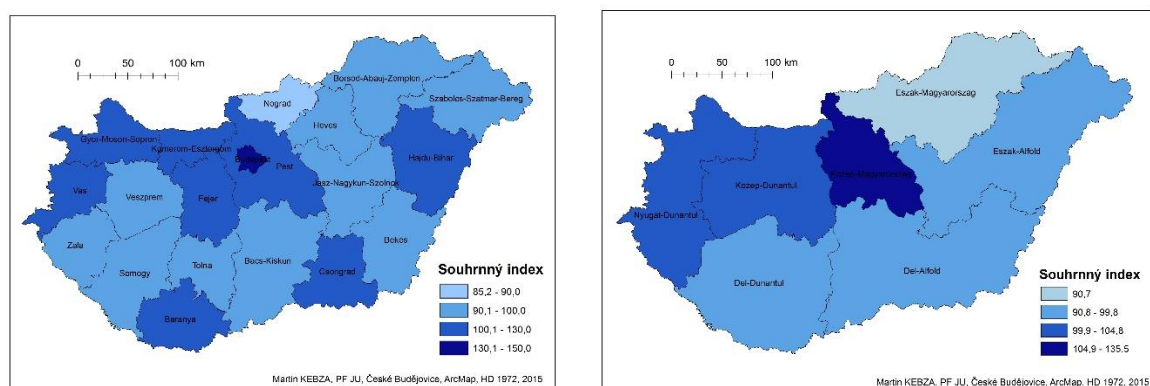 0 50 100 km
Borsod-Abauj-Zemplen
Nograd
Szabolcs-Szatmar-Bereg
Heves
Gyor-Moson-Sopron
Komarom-Esztergom
Budapest
Pest
Hajdu-Bihar
Jasz-Nagykun-Szolnok
Vas
Veszprem
Fejer
Bekes
Zala
Somogy
Tolna
Bacs-Kiskun
Csongrad
Baranya
Souhrnný index
85,2 - 90,0
90,1 - 100,0
100,1 - 130,0
130,1 - 150,0
Martin KEBZA, PF JU, České Budějovice, ArcMap, HD 1972, 2015
0 50 100 km
Eszak-Magyarorszag
Eszak-Alfold
Kozep-Magyarorszag
Kozep-Dunantul
Nyugat-Dunantul
Del-Alfold
Del-Dunantul
Souhrnný index
90,7
90,8 - 99,8
99,9 - 104,8
104,9 - 135,5
Martin KEBZA, PF JU, České Budějovice, ArcMap, HD 1972, 2015